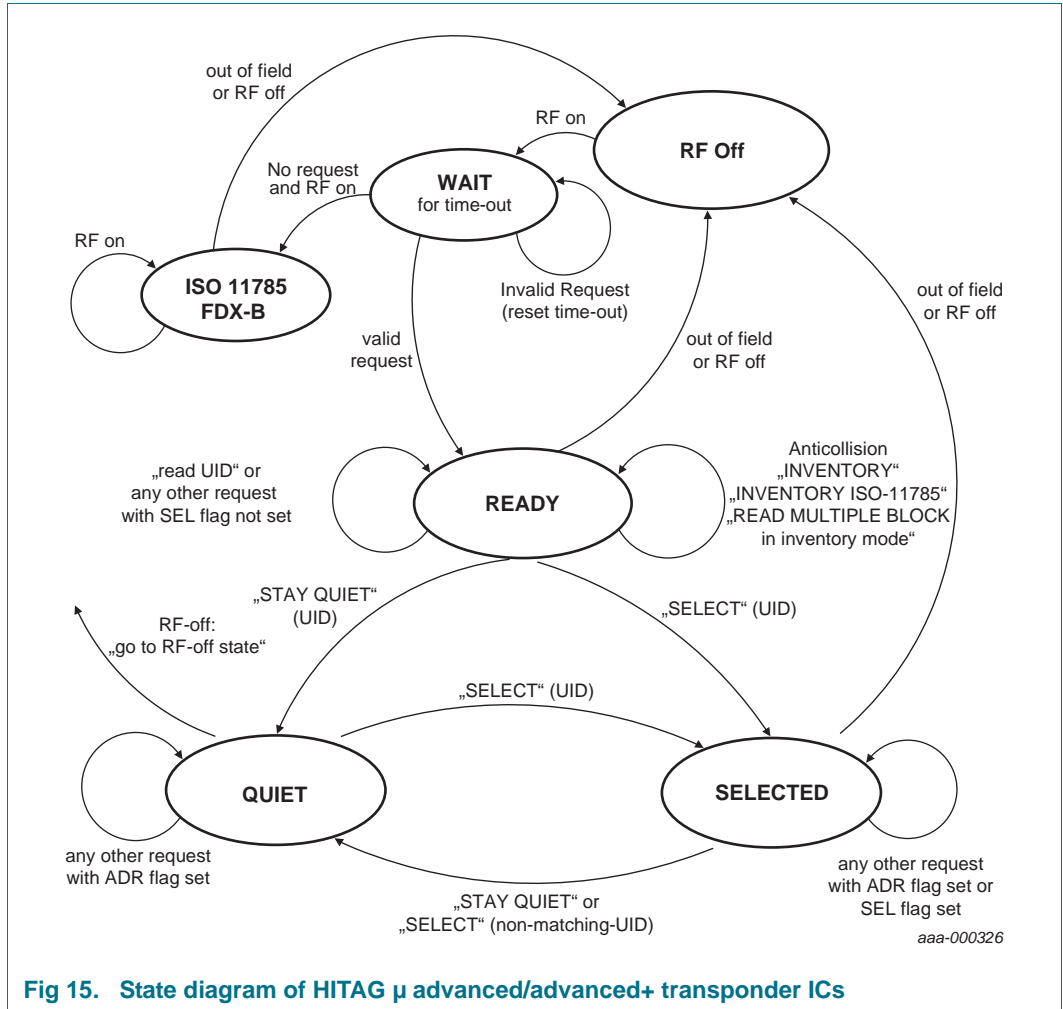 out of field
or RF off
RF on
RF Off
No request
and RF on
WAIT
for time-out
RF on
ISO 11785
FDX-B
Invalid Request
(reset time-out)
out of field
or RF off
valid
request
out of field
or RF off
„read UID“ or
any other request
with SEL flag not set
READY
Anticollision
„INVENTORY“
„INVENTORY ISO-11785“
„READ MULTIPLE BLOCK
in inventory mode“
„STAY QUIET“
(UID)
„SELECT“ (UID)
RF-off:
„go to RF-off state“
„SELECT“ (UID)
QUIET
SELECTED
any other request
with ADR flag set
any other request
with ADR flag set or
SEL flag set
„STAY QUIET“ or
„SELECT“ (non-matching-UID)
aaa-000326
Fig 15. State diagram of HITAG µ advanced/advanced+ transponder ICs